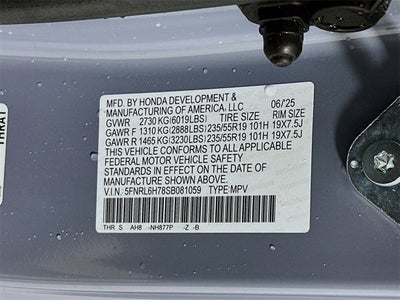 MFD. BY HONDA DEVELOPMENT & 06/25
MANUFACTURING OF AMERICA, LLC
GVWR 2730 KG(6019LBS) TIRE SIZE RIM SIZE
GAWR F 1310 KG(2888LBS) 235/55R19 101H 19X7.5J
GAWR R 1465 KG(3230LBS) 235/55R19 101H 19X7.5J
THIS VEHICLE CONFORMS TO ALL APPLICABLE
FEDERAL MOTOR VEHICLE SAFETY
STANDARDS IN EFFECT ON THE DATE OF
MANUFACTURE SHOWN ABOVE.
V.I.N. 5FNRL6H78SB081059 TYPE: MPV
THR S AH8 -NH877P -Z -B
THRA1